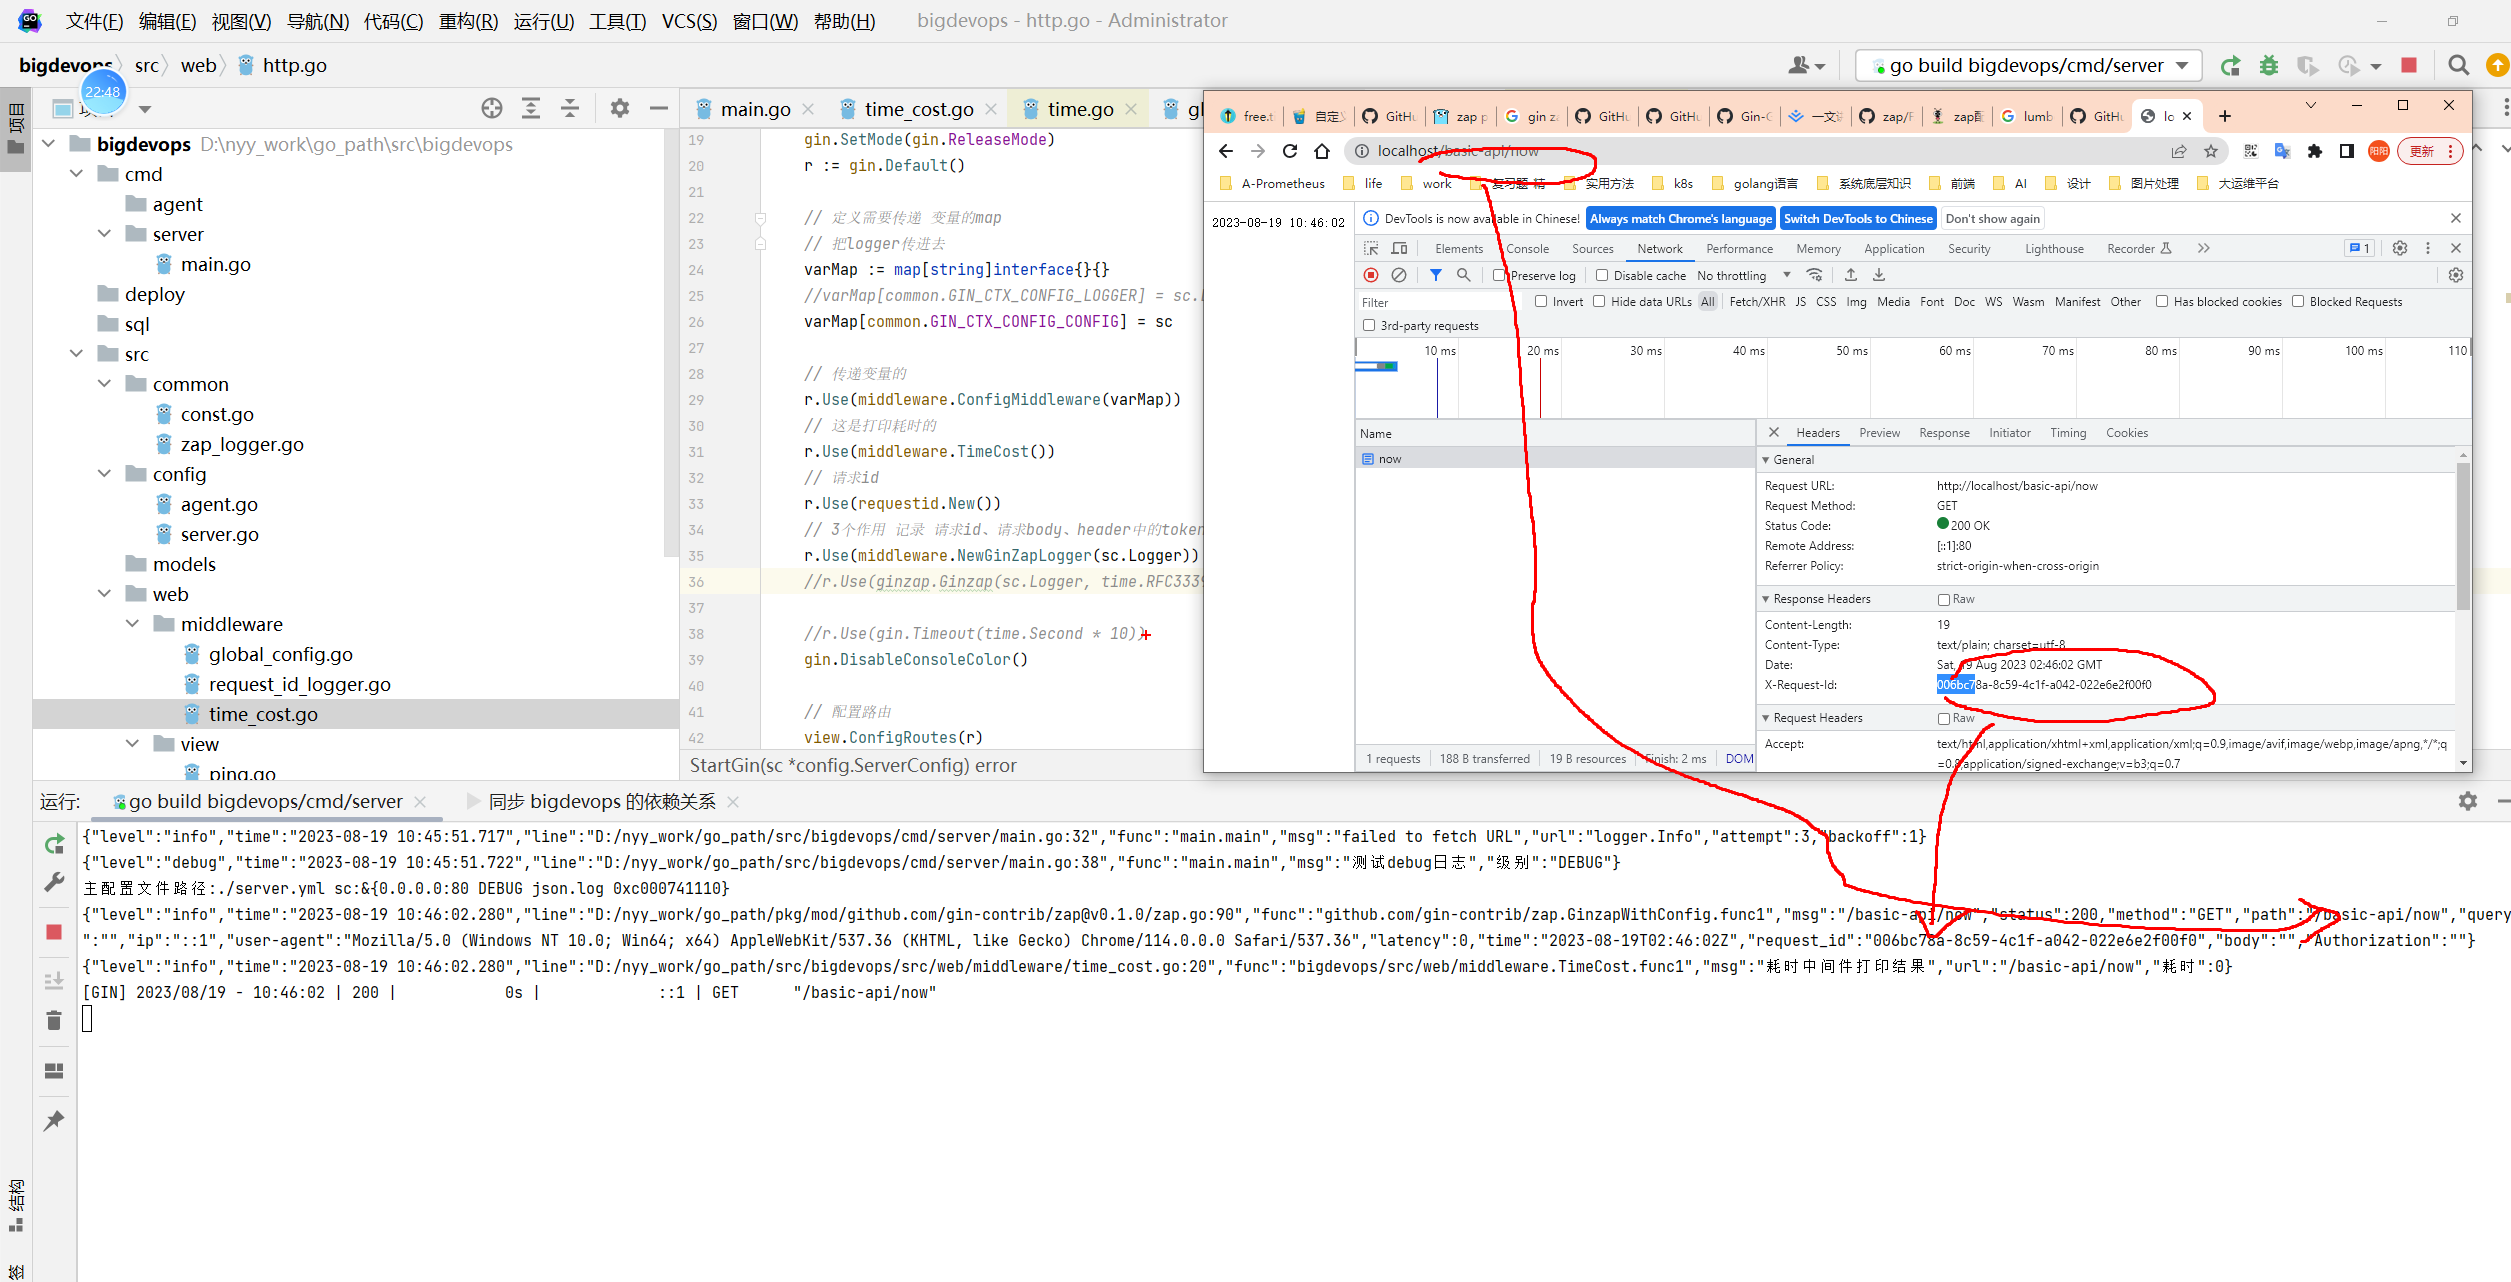 文件(F) 编辑(E) 视图(V) 导航(N) 代码(C) 重构(R) 运行(U) 工具(T) VCS(S) 窗口(W) 帮助(H) bigdevops - http.go - Administrator
bigdevops src web http.go
go build bigdevops/cmd/server
22:48
项目
bigdevops D:\nyy_work\go_path\src\bigdevops
cmd
agent
server
main.go
deploy
sql
src
common
const.go
zap_logger.go
config
agent.go
server.go
models
web
middleware
global_config.go
request_id_logger.go
time_cost.go
view
ping.go
main.go time_cost.go time.go
19 gin.SetMode(gin.ReleaseMode)
20 r := gin.Default()
21
22 // 定义需要传递 变量的map
23 // 把logger传进去
24 varMap := map[string]interface{}{}
25 //varMap[common.GIN_CTX_CONFIG_LOGGER] = sc.
26 varMap[common.GIN_CTX_CONFIG_CONFIG] = sc
27
28 // 传递变量的
29 r.Use(middleware.ConfigMiddleware(varMap))
30 // 这是打印耗时的
31 r.Use(middleware.TimeCost())
32 // 请求id
33 r.Use(requestid.New())
34 // 3个作用 记录 请求id、请求body、header中的token
35 r.Use(middleware.NewGinZapLogger(sc.Logger))
36 //r.Use(ginzap.Ginzap(sc.Logger, time.RFC3339
37
38 //r.Use(gin.Timeout(time.Second * 10))
39 gin.DisableConsoleColor()
40
41 // 配置路由
42 view.ConfigRoutes(r)
StartGin(sc *config.ServerConfig) error
free.t 自定义 GitHu zap p gin za GitHu GitHu Gin-C 一文 zap/F zap配 lumb GitHu lo
localhost/basic-api/now
阳阳 更新
A-Prometheus life work 复习题-精 实用方法 k8s golang语言 系统底层知识 前端 AI 设计 图片处理 大运维平台
2023-08-19 10:46:02
DevTools is now available in Chinese! Always match Chrome's language Switch DevTools to Chinese Don't show again
Elements Console Sources Network Performance Memory Application Security Lighthouse Recorder 1
Preserve log Disable cache No throttling
Filter Invert Hide data URLs All Fetch/XHR JS CSS Img Media Font Doc WS Wasm Manifest Other Has blocked cookies Blocked Requests
3rd-party requests
10 ms 20 ms 30 ms 40 ms 50 ms 60 ms 70 ms 80 ms 90 ms 100 ms 110
Name
now
Headers Preview Response Initiator Timing Cookies
General
Request URL: http://localhost/basic-api/now
Request Method: GET
Status Code: 200 OK
Remote Address: [::1]:80
Referrer Policy: strict-origin-when-cross-origin
Response Headers Raw
Content-Length: 19
Content-Type: text/plain; charset=utf-8
Date: Sat, 19 Aug 2023 02:46:02 GMT
X-Request-Id: 006bc78a-8c59-4c1f-a042-022e6e2f00f0
Request Headers Raw
Accept: text/html,application/xhtml+xml,application/xml;q=0.9,image/avif,image/webp,image/apng,*/*;q
=0.8,application/signed-exchange;v=b3;q=0.7
1 requests 188 B transferred 19 B resources Finish: 2 ms DOM
运行: go build bigdevops/cmd/server 同步 bigdevops 的依赖关系
{"level":"info","time":"2023-08-19 10:45:51.717","line":"D:/nyy_work/go_path/src/bigdevops/cmd/server/main.go:32","func":"main.main","msg":"failed to fetch URL","url":"logger.Info","attempt":3,"backoff":1}
{"level":"debug","time":"2023-08-19 10:45:51.722","line":"D:/nyy_work/go_path/src/bigdevops/cmd/server/main.go:38","func":"main.main","msg":"测试debug日志","级别":"DEBUG"}
主配置文件路径:./server.yml sc:&{0.0.0.0:80 DEBUG json.log 0xc000741110}
{"level":"info","time":"2023-08-19 10:46:02.280","line":"D:/nyy_work/go_path/pkg/mod/github.com/gin-contrib/zap@v0.1.0/zap.go:90","func":"github.com/gin-contrib/zap.GinzapWithConfig.func1","msg":"/basic-api/now","status":200,"method":"GET","path":"/basic-api/now","query
":"","ip":"::1","user-agent":"Mozilla/5.0 (Windows NT 10.0; Win64; x64) AppleWebKit/537.36 (KHTML, like Gecko) Chrome/114.0.0.0 Safari/537.36","latency":0,"time":"2023-08-19T02:46:02Z","request_id":"006bc78a-8c59-4c1f-a042-022e6e2f00f0","body":"","Authorization":""}
{"level":"info","time":"2023-08-19 10:46:02.280","line":"D:/nyy_work/go_path/src/bigdevops/src/web/middleware/time_cost.go:20","func":"bigdevops/src/web/middleware.TimeCost.func1","msg":"耗时中间件打印结果","url":"/basic-api/now","耗时":0}
[GIN] 2023/08/19 - 10:46:02 | 200 | 0s | ::1 | GET "/basic-api/now"
结构